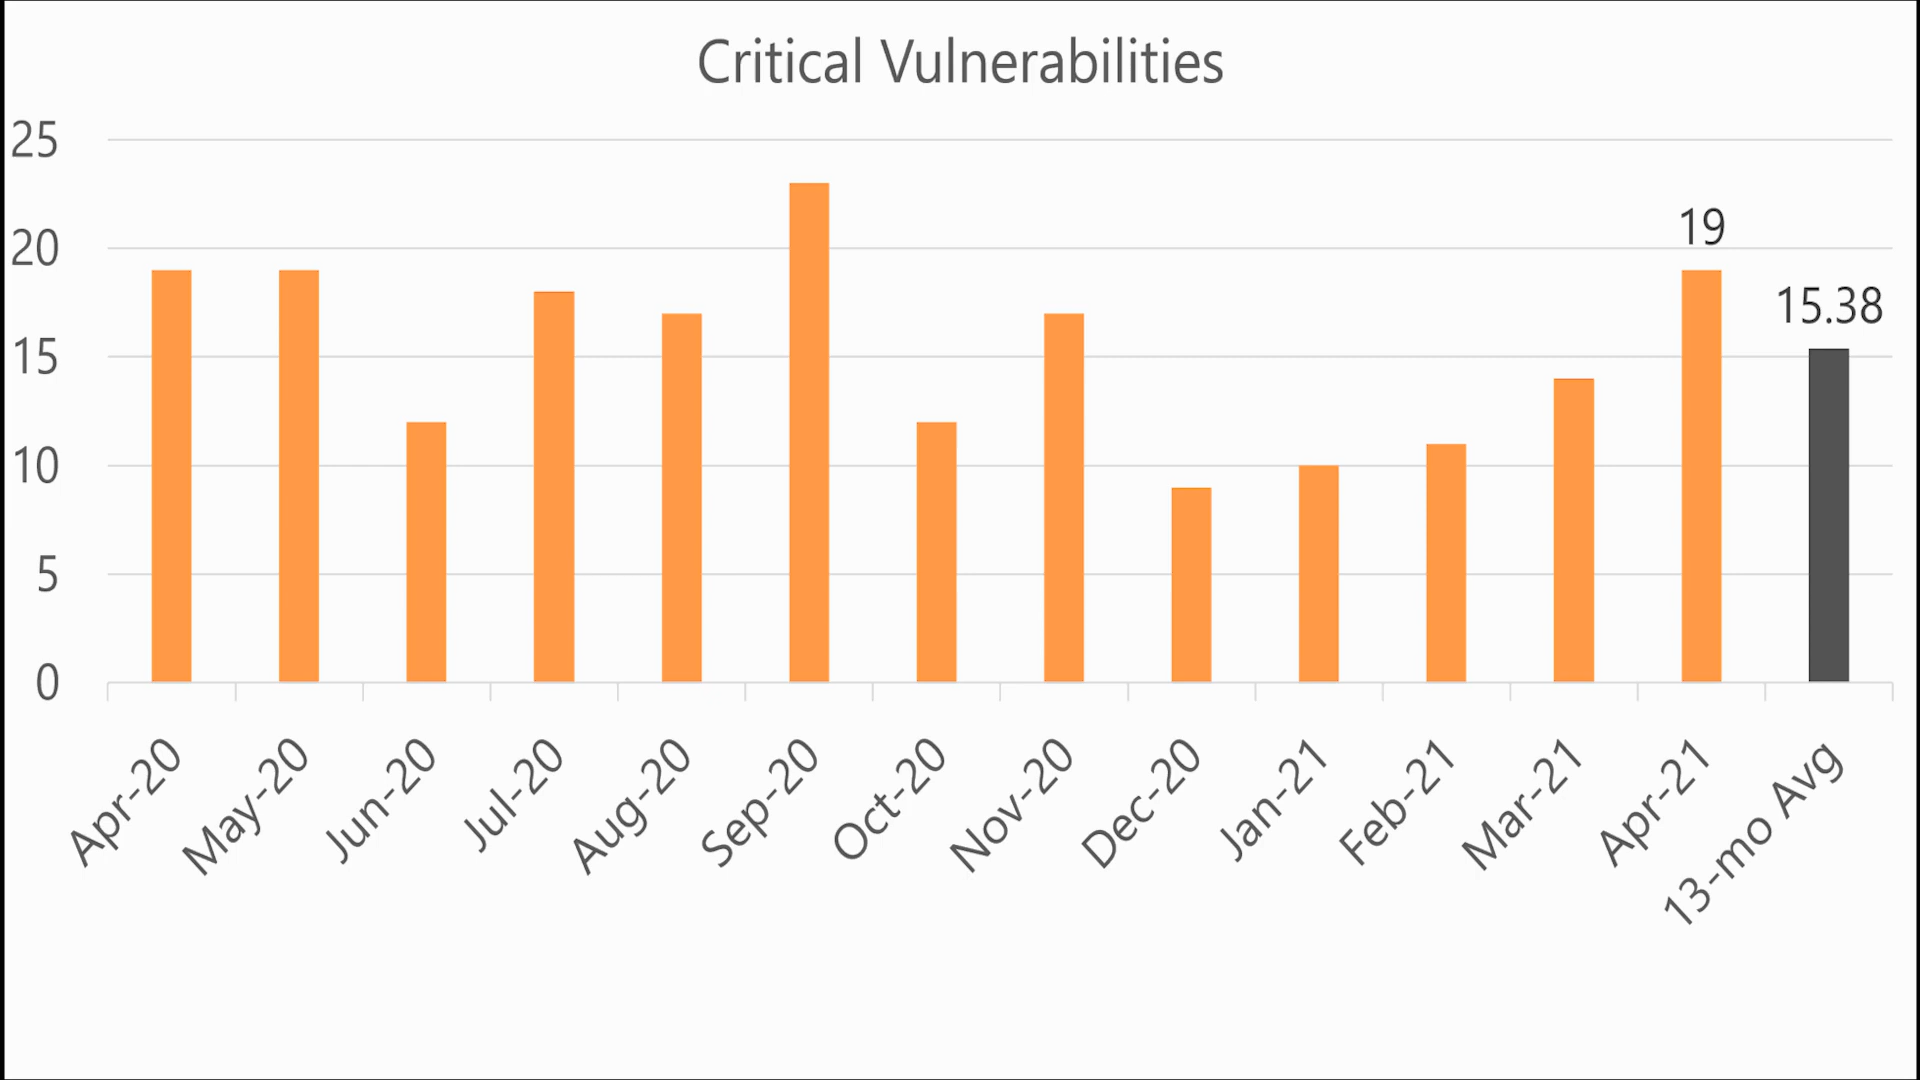 Critical Vulnerabilities
25
20
15
10
5
0
19
15.38
Apr-20
May-20
Jun-20
Jul-20
Aug-20
Sep-20
Oct-20
Nov-20
Dec-20
Jan-21
Feb-21
Mar-21
Apr-21
13-mo Avg